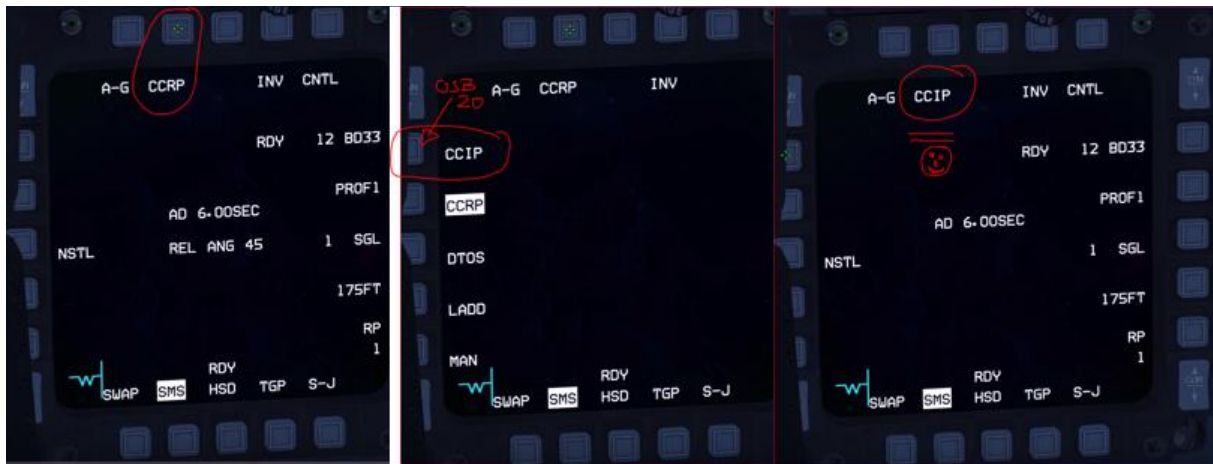 A-G CCRP INV CNTL
RDY 12 BD33
PROF1
AD 6.00SEC
NSTL REL ANG 45 1 SGL
175FT
RP
1
RDY
SWAP SMS HSD TGP S-J
OSB
20
A-G CCRP INV
CCIP
CCRP
DTOS
LADD
MAN
RDY
SWAP SMS HSD TGP S-J
A-G CCIP INV CNTL
RDY 12 BD33
PROF1
AD 6.00SEC
NSTL 1 SGL
175FT
RP
1
RDY
SWAP SMS HSD TGP S-J